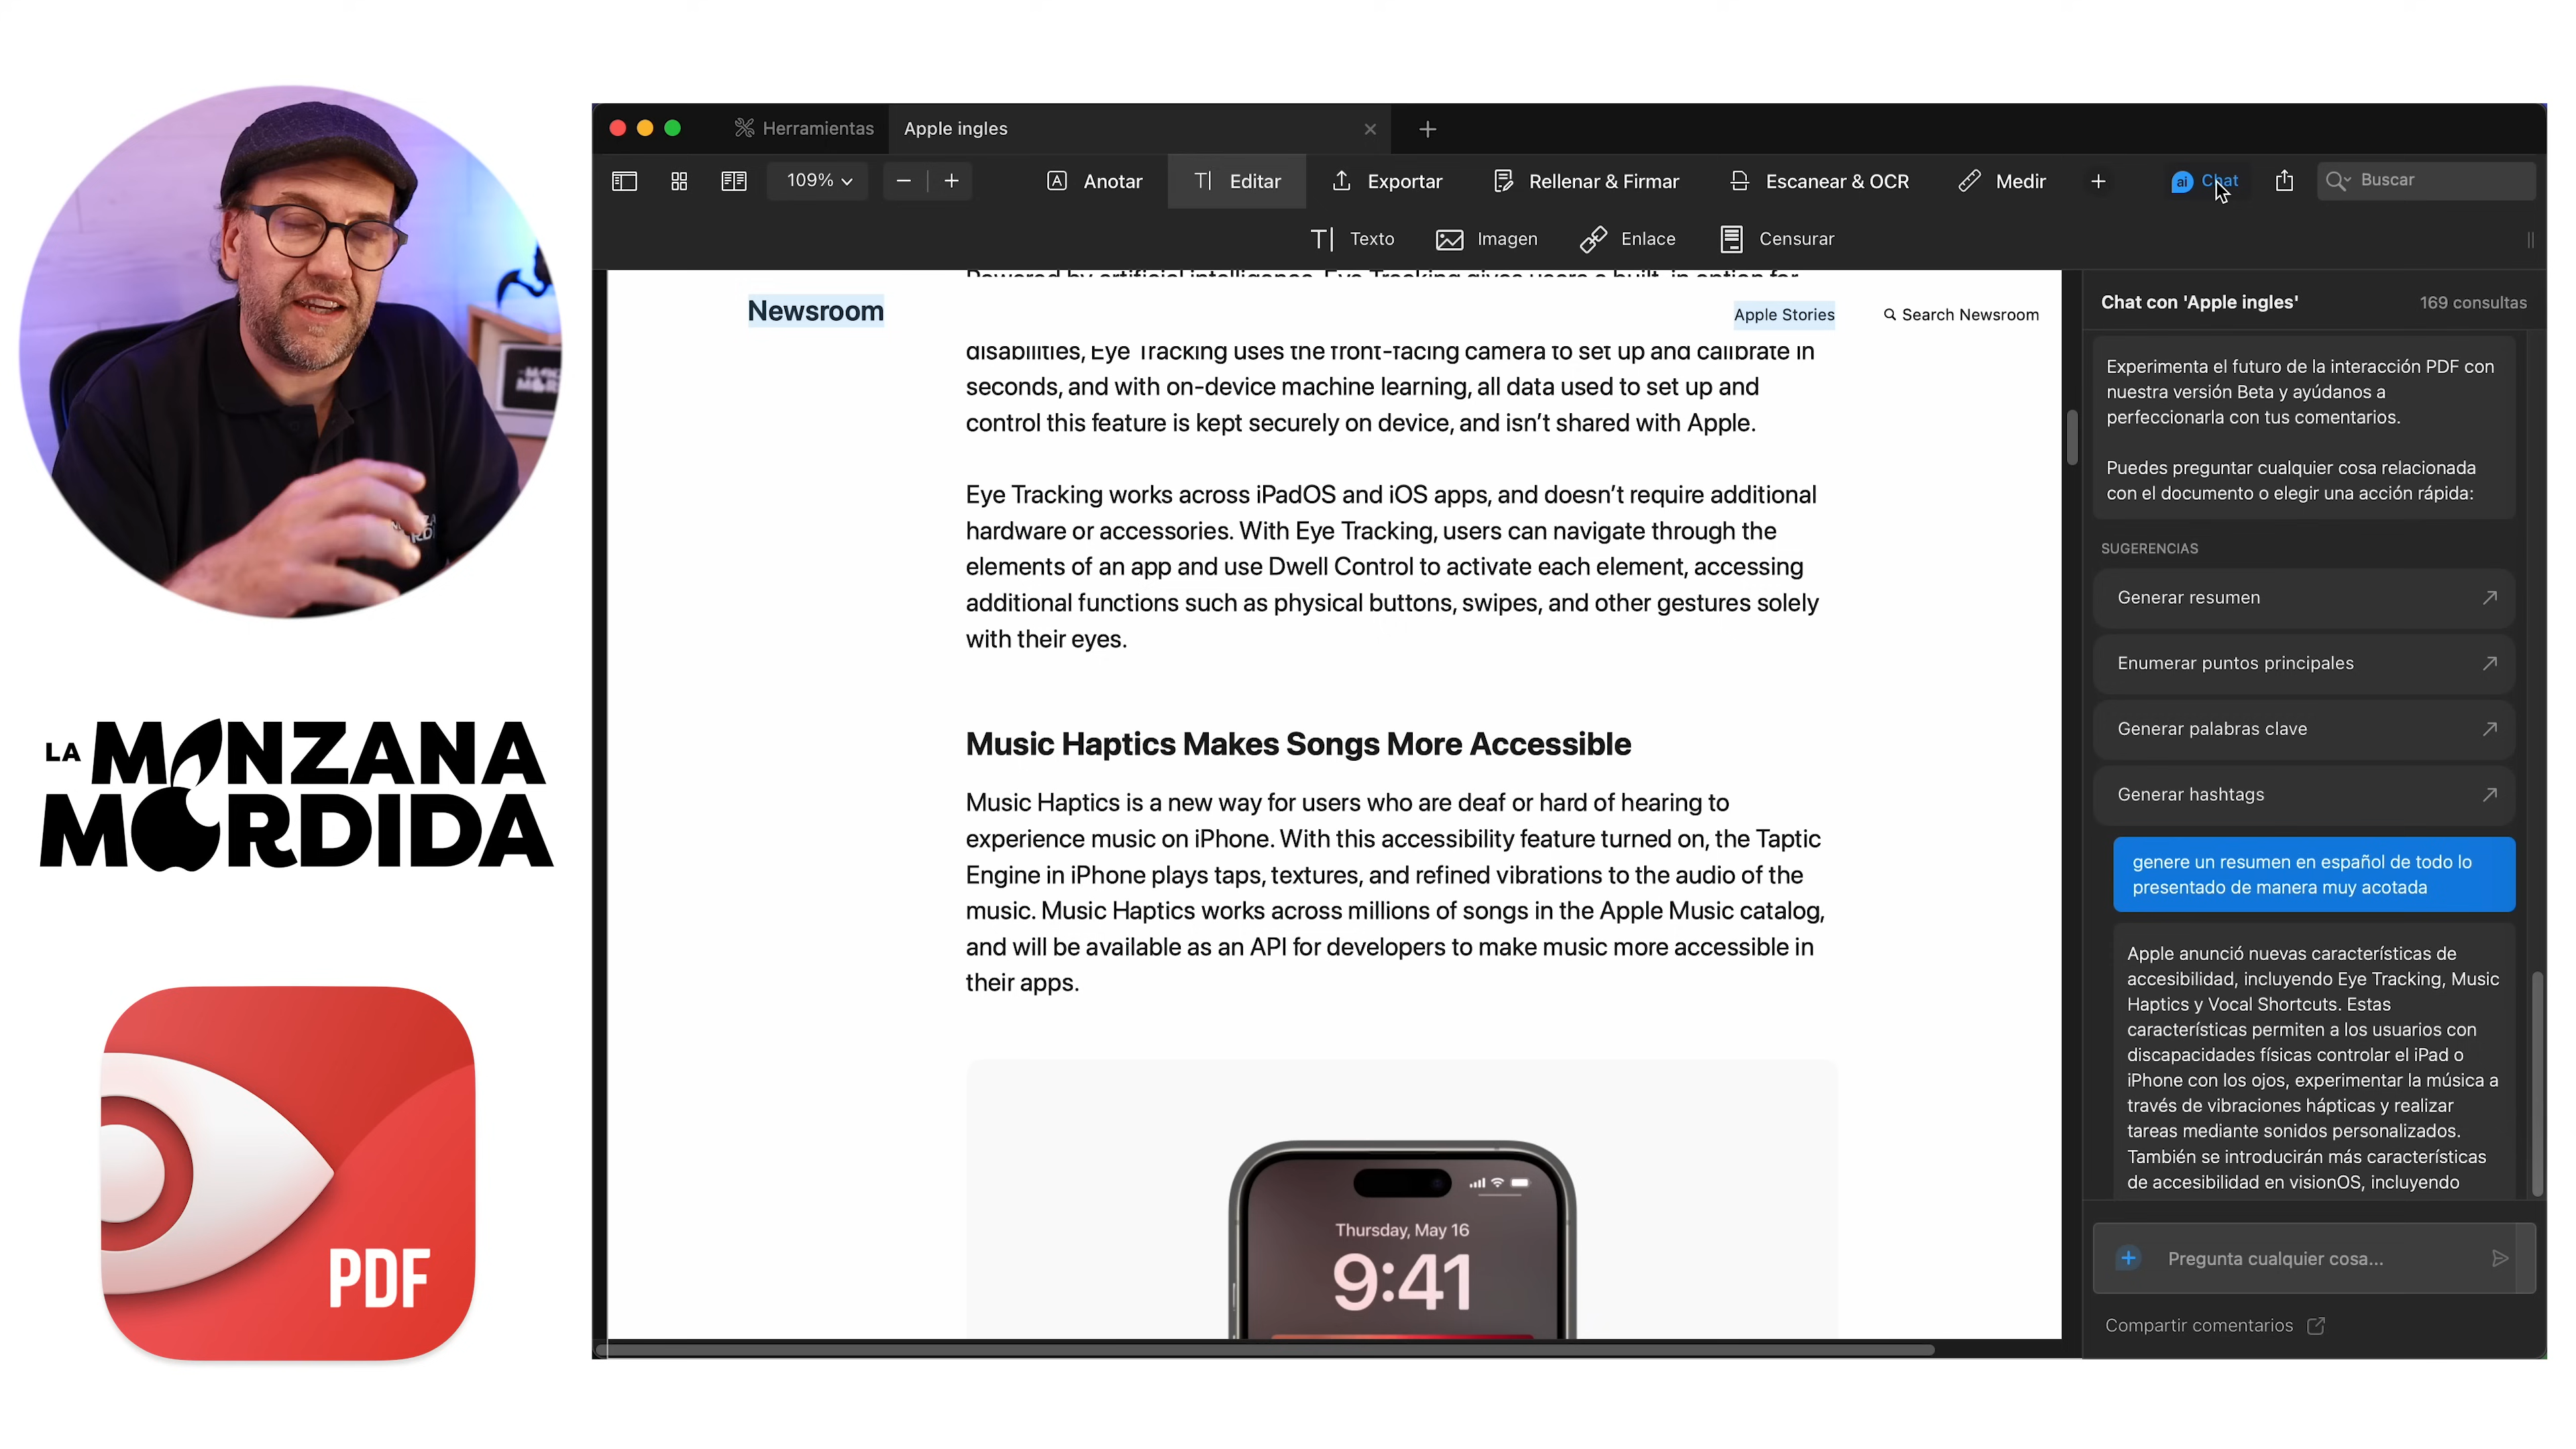 LA MANZANA
MORDIDA
PDF
Herramientas
Apple ingles
109%
Anotar
Editar
Exportar
Rellenar & Firmar
Escanear & OCR
Medir
ai Chat
Buscar
Texto
Imagen
Enlace
Censurar
Powered by artificial intelligence, Eye Tracking gives users a built-in option for
Newsroom
Apple Stories
Search Newsroom
disabilities, Eye Tracking uses the front-facing camera to set up and calibrate in
seconds, and with on-device machine learning, all data used to set up and
control this feature is kept securely on device, and isn’t shared with Apple.
Eye Tracking works across iPadOS and iOS apps, and doesn’t require additional
hardware or accessories. With Eye Tracking, users can navigate through the
elements of an app and use Dwell Control to activate each element, accessing
additional functions such as physical buttons, swipes, and other gestures solely
with their eyes.
Music Haptics Makes Songs More Accessible
Music Haptics is a new way for users who are deaf or hard of hearing to
experience music on iPhone. With this accessibility feature turned on, the Taptic
Engine in iPhone plays taps, textures, and refined vibrations to the audio of the
music. Music Haptics works across millions of songs in the Apple Music catalog,
and will be available as an API for developers to make music more accessible in
their apps.
Thursday, May 16
9:41
Chat con 'Apple ingles'
169 consultas
Experimenta el futuro de la interacción PDF con
nuestra versión Beta y ayúdanos a
perfeccionarla con tus comentarios.
Puedes preguntar cualquier cosa relacionada
con el documento o elegir una acción rápida:
SUGERENCIAS
Generar resumen
Enumerar puntos principales
Generar palabras clave
Generar hashtags
genere un resumen en español de todo lo
presentado de manera muy acotada
Apple anunció nuevas características de
accesibilidad, incluyendo Eye Tracking, Music
Haptics y Vocal Shortcuts. Estas
características permiten a los usuarios con
discapacidades físicas controlar el iPad o
iPhone con los ojos, experimentar la música a
través de vibraciones hápticas y realizar
tareas mediante sonidos personalizados.
También se introducirán más características
de accesibilidad en visionOS, incluyendo
Pregunta cualquier cosa...
Compartir comentarios